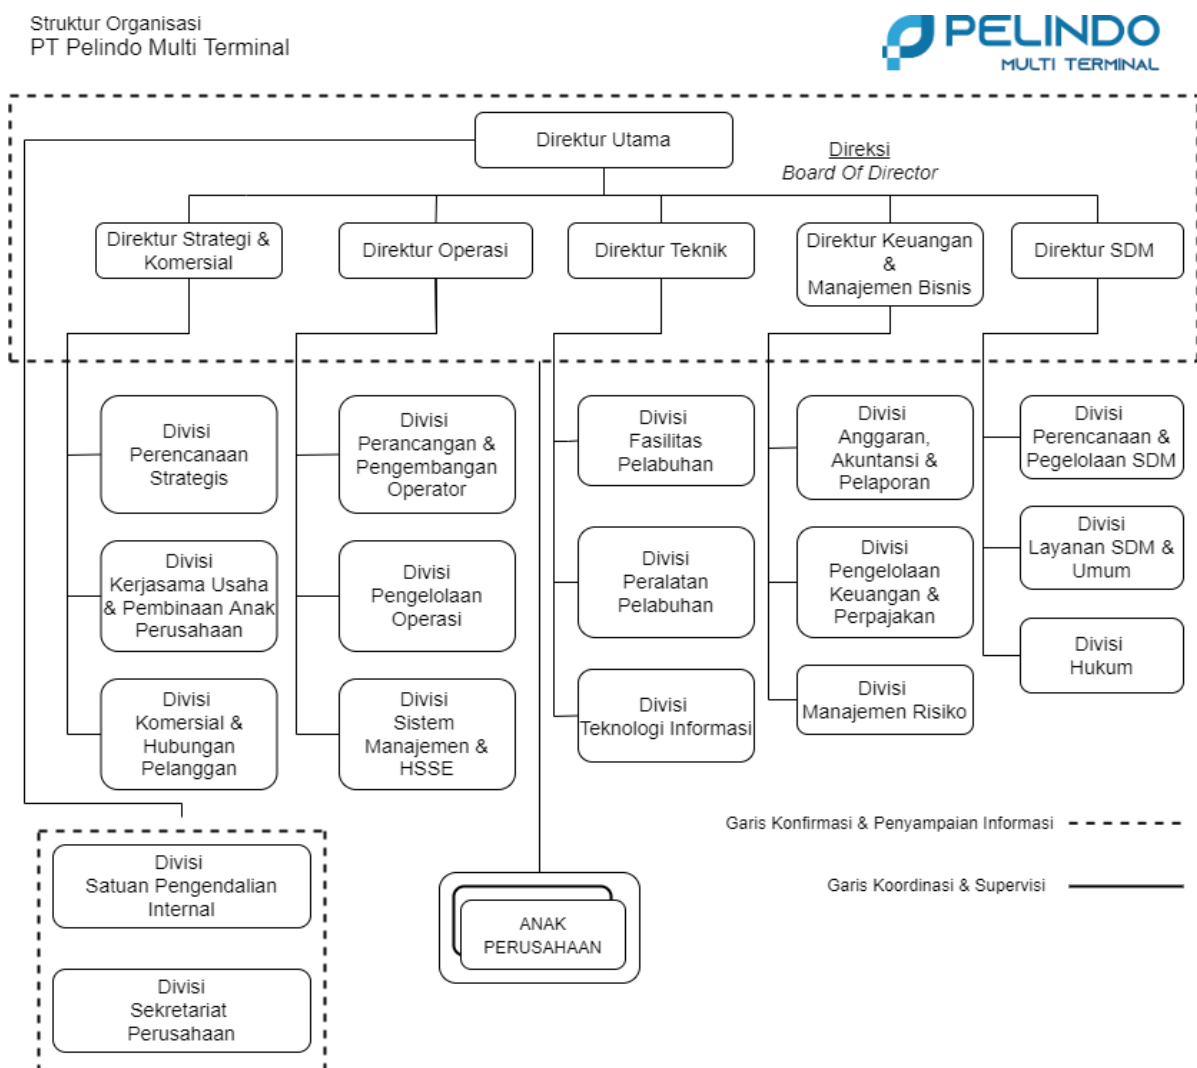 Struktur Organisasi
PT Pelindo Multi Terminal
PELINDO
MULTI TERMINAL
Direktur Utama
Direksi
Board Of Director
Direktur Strategi &
Komersial
Direktur Operasi
Direktur Teknik
Direktur Keuangan
&
Manajemen Bisnis
Direktur SDM
Divisi
Perencanaan
Strategis
Divisi
Kerjasama Usaha
& Pembinaan Anak
Perusahaan
Divisi
Komersial &
Hubungan
Pelanggan
Divisi
Perancangan &
Pengembangan
Operator
Divisi
Pengelolaan
Operasi
Divisi
Sistem
Manajemen &
HSSE
Divisi
Fasilitas
Pelabuhan
Divisi
Peralatan
Pelabuhan
Divisi
Teknologi Informasi
Divisi
Anggaran,
Akuntansi &
Pelaporan
Divisi
Pengelolaan
Keuangan &
Perpajakan
Divisi
Manajemen Risiko
Divisi
Perencanaan &
Pegelolaan SDM
Divisi
Layanan SDM &
Umum
Divisi
Hukum
Garis Konfirmasi & Penyampaian Informasi
Garis Koordinasi & Supervisi
Divisi
Satuan Pengendalian
Internal
Divisi
Sekretariat
Perusahaan
ANAK
PERUSAHAAN